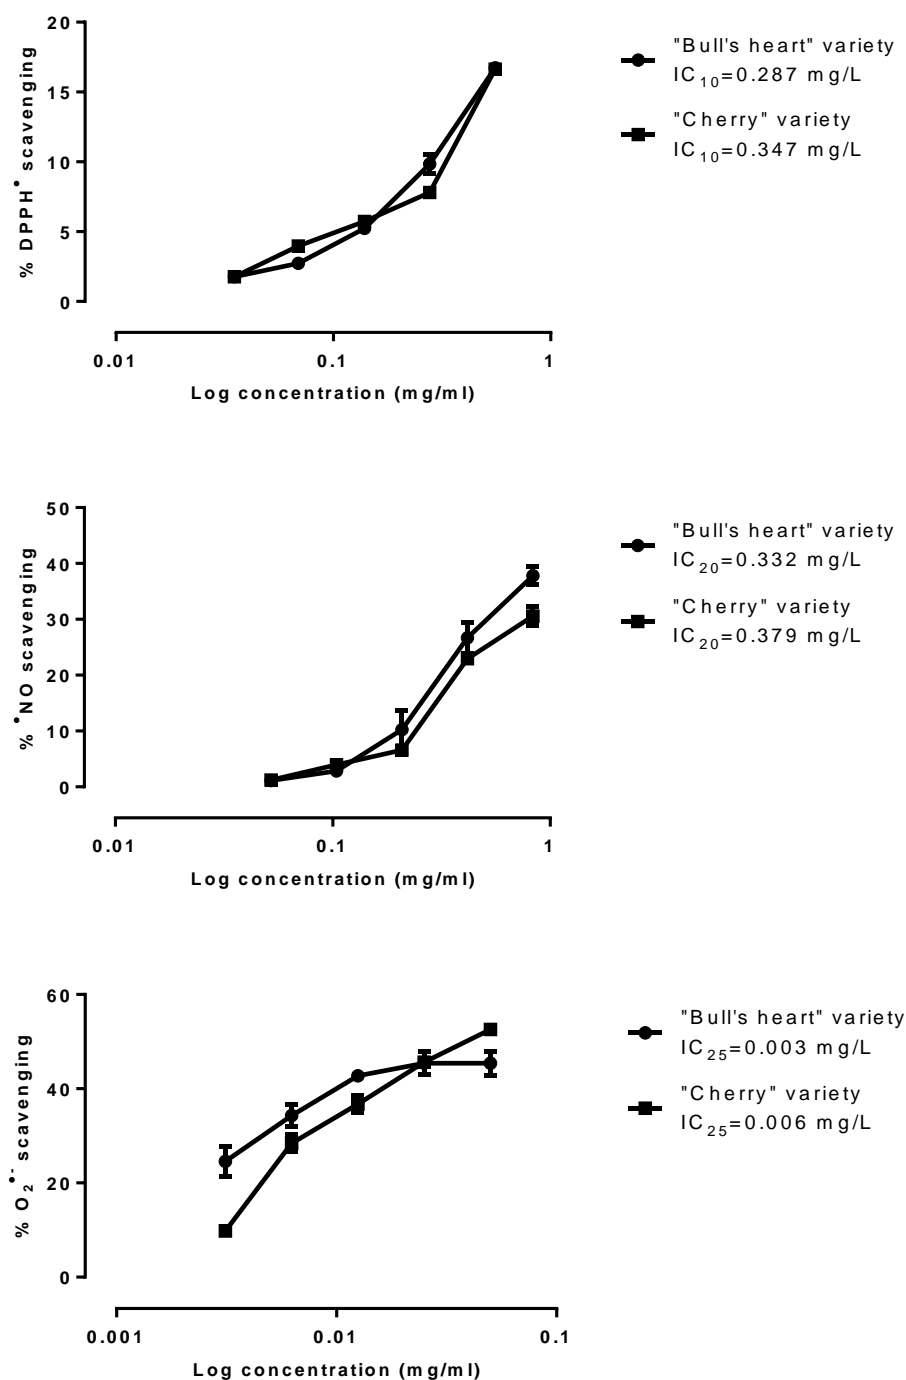 20
15
10
5
0
% DPPH• scavenging
0.01
0.1
1
Log concentration (mg/ml)
"Bull's heart" variety
IC10=0.287 mg/L
"Cherry" variety
IC10=0.347 mg/L
50
40
30
20
10
0
% •NO scavenging
0.01
0.1
1
Log concentration (mg/ml)
"Bull's heart" variety
IC20=0.332 mg/L
"Cherry" variety
IC20=0.379 mg/L
60
40
20
0
% O2•- scavenging
0.001
0.01
0.1
Log concentration (mg/ml)
"Bull's heart" variety
IC25=0.003 mg/L
"Cherry" variety
IC25=0.006 mg/L